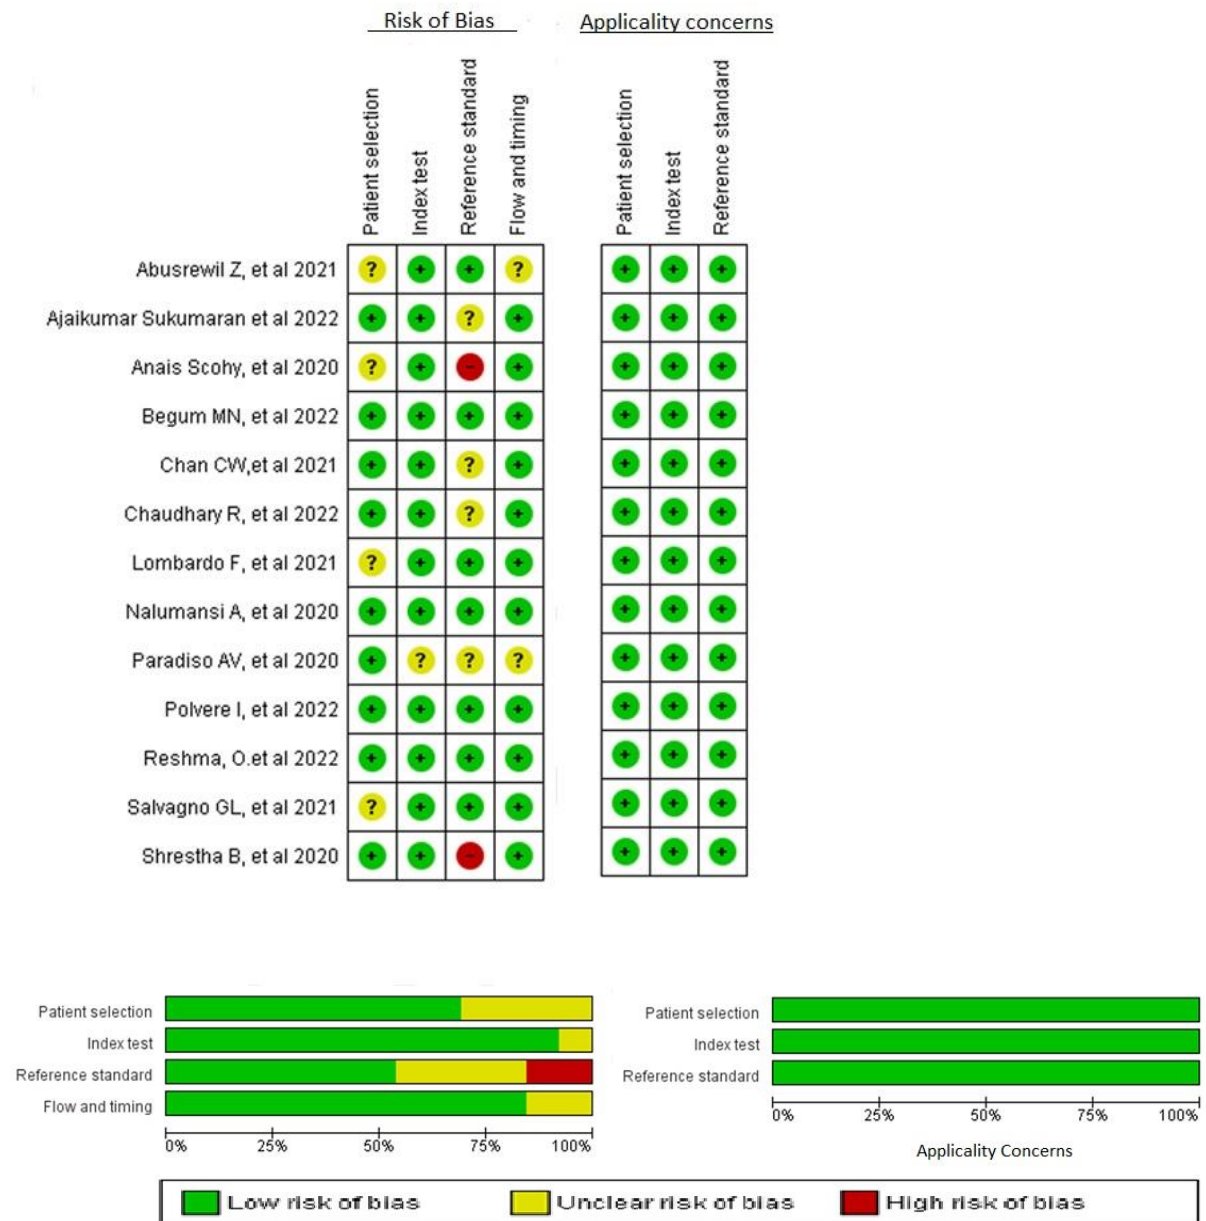 Risk of Bias
Applicality concerns
Patient selection
Index test
Reference standard
Flow and timing
Patient selection
Index test
Reference standard
Abusrewil Z, et al 2021 ? + + ? + + +
Ajaikumar Sukumaran et al 2022 + + ? + + + +
Anais Scohy, et al 2020 ? + - + + + +
Begum MN, et al 2022 + + + + + + +
Chan CW,et al 2021 + + ? + + + +
Chaudhary R, et al 2022 + + ? + + + +
Lombardo F, et al 2021 ? + + + + + +
Nalumansi A, et al 2020 + + + + + + +
Paradiso AV, et al 2020 + ? ? ? + + +
Polvere I, et al 2022 + + + + + + +
Reshma, O.et al 2022 + + + + + + +
Salvagno GL, et al 2021 ? + + + + + +
Shrestha B, et al 2020 + + - + + + +
Patient selection
Index test
Reference standard
Flow and timing
0% 25% 50% 75% 100%
Patient selection
Index test
Reference standard
0% 25% 50% 75% 100%
Applicality Concerns
Low risk of bias Unclear risk of bias High risk of bias